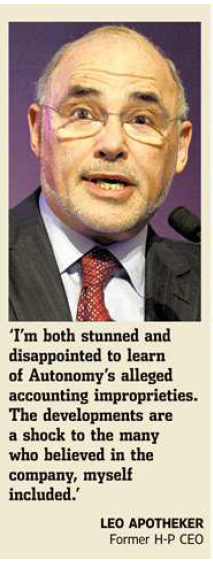 ‘I’m both stunned and
disappointed to learn
of Autonomy’s alleged
accounting improprieties.
The developments are
a shock to the many
who believed in the
company, myself
included.’
LEO APOTHEKER
Former H-P CEO